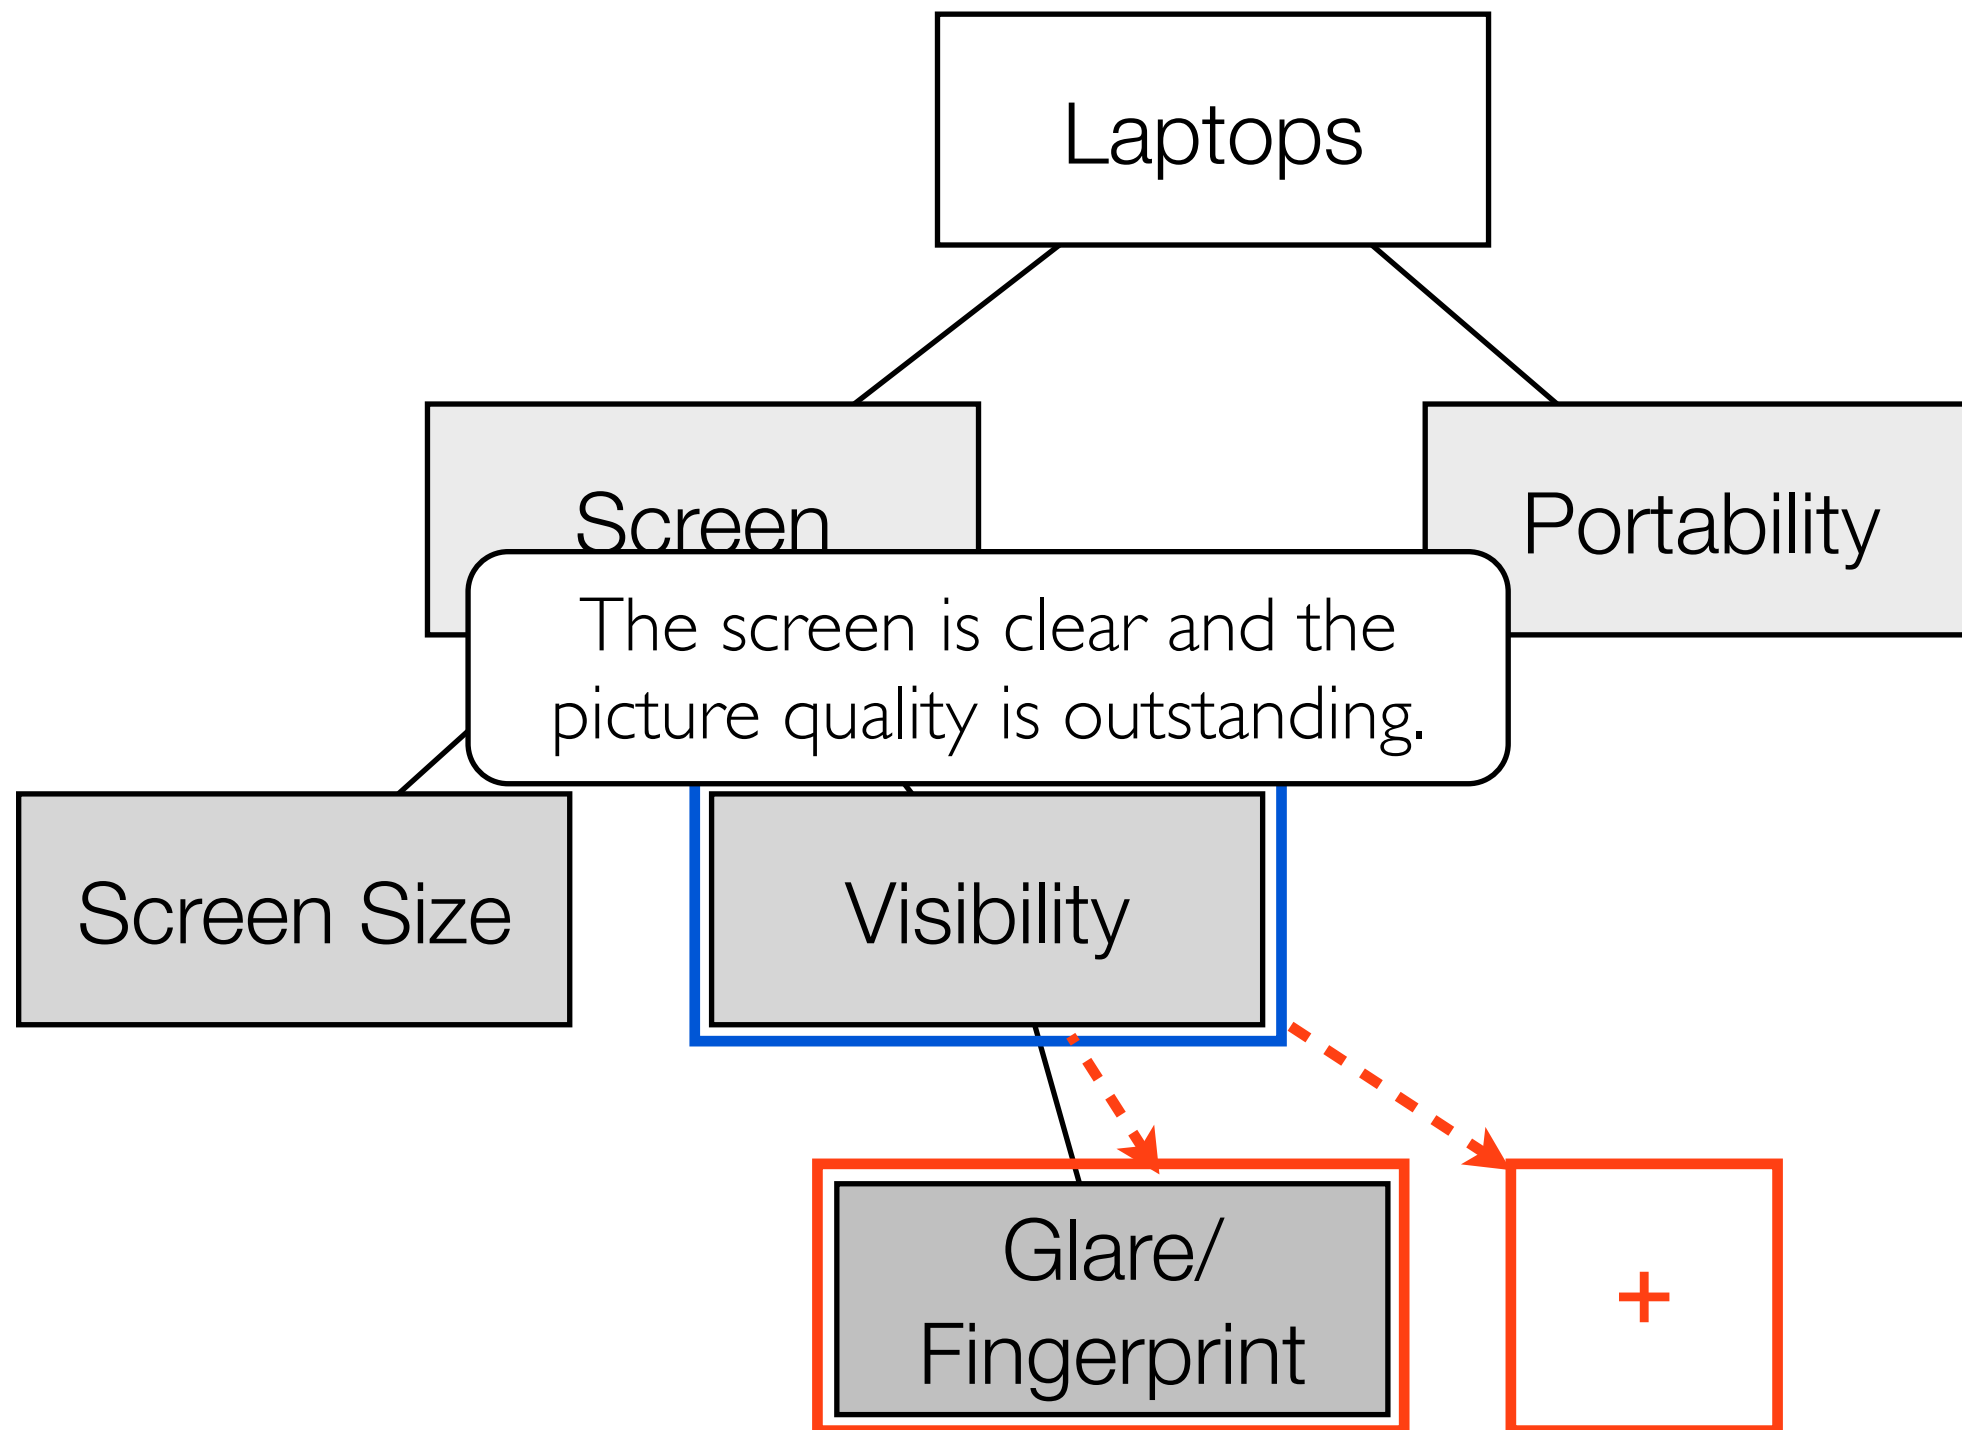 Laptops
Screen
Portability
The screen is clear and the
picture quality is outstanding.
Screen Size
Visibility
Glare/
Fingerprint
+